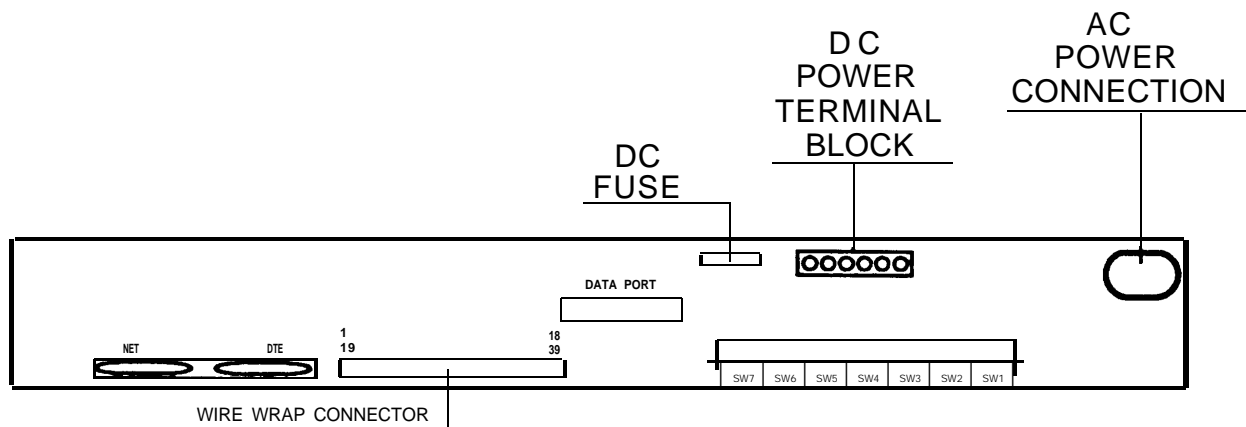 AC
POWER
CONNECTION
DC
POWER
TERMINAL
BLOCK
DC
FUSE
DATA PORT
1
18
19
39
NET
DTE
SW7 SW6 SW5 SW4 SW3 SW2 SW1
WIRE WRAP CONNECTOR